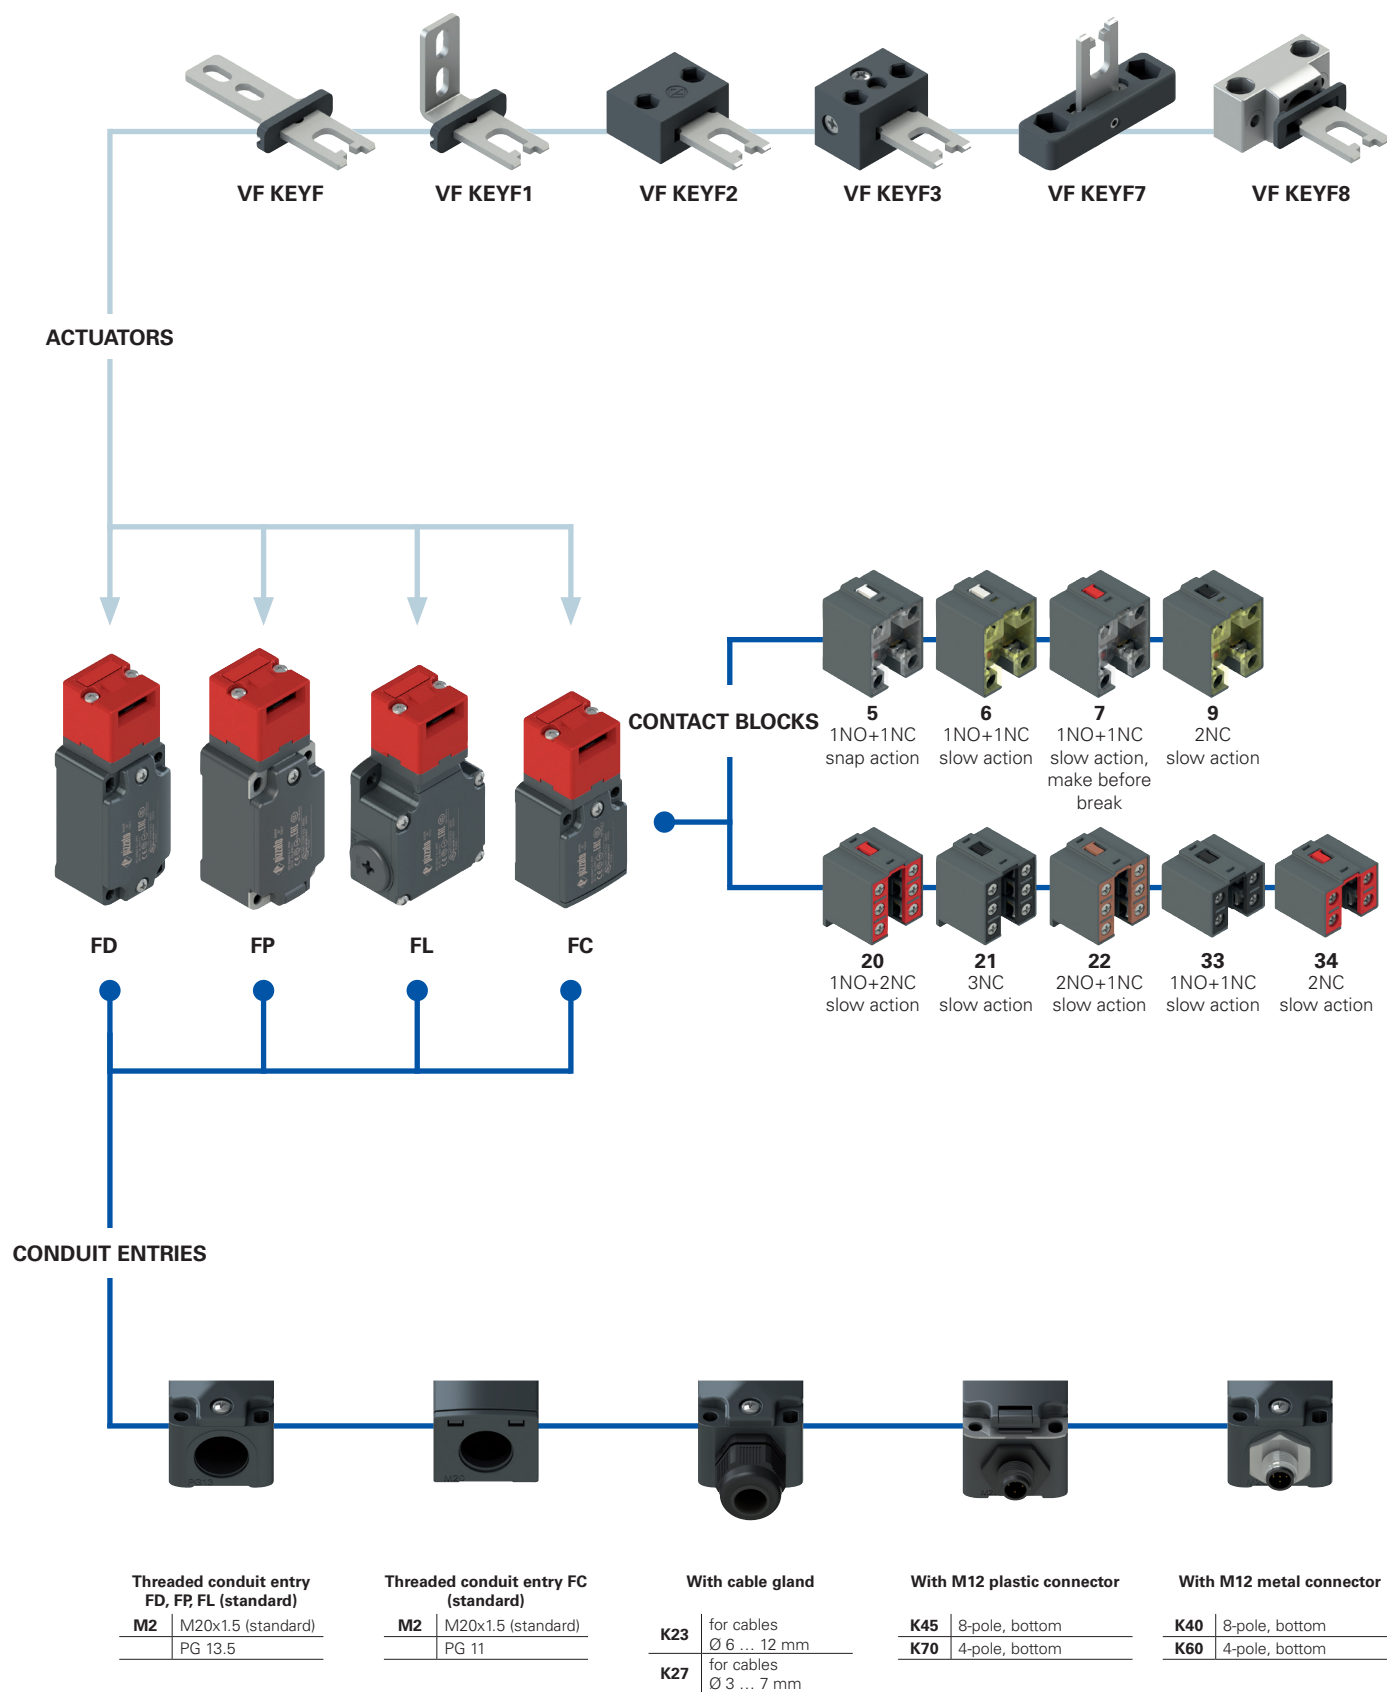 VF KEYF
VF KEYF1
VF KEYF2
VF KEYF3
VF KEYF7
VF KEYF8
ACTUATORS
CONTACT BLOCKS
5
1NO+1NC
snap action
6
1NO+1NC
slow action
7
1NO+1NC
slow action,
make before
break
9
2NC
slow action
20
1NO+2NC
slow action
21
3NC
slow action
22
2NO+1NC
slow action
33
1NO+1NC
slow action
34
2NC
slow action
pizzato
pizzato
pizzato
pizzato
FD
FP
FL
FC
CONDUIT ENTRIES
PG13
M20
Threaded conduit entry
FD, FP, FL (standard)
M2 M20x1.5 (standard)
PG 13.5
Threaded conduit entry FC
(standard)
M2 M20x1.5 (standard)
PG 11
With cable gland
K23 for cables
Ø 6 … 12 mm
K27 for cables
Ø 3 … 7 mm
With M12 plastic connector
K45 8-pole, bottom
K70 4-pole, bottom
With M12 metal connector
K40 8-pole, bottom
K60 4-pole, bottom